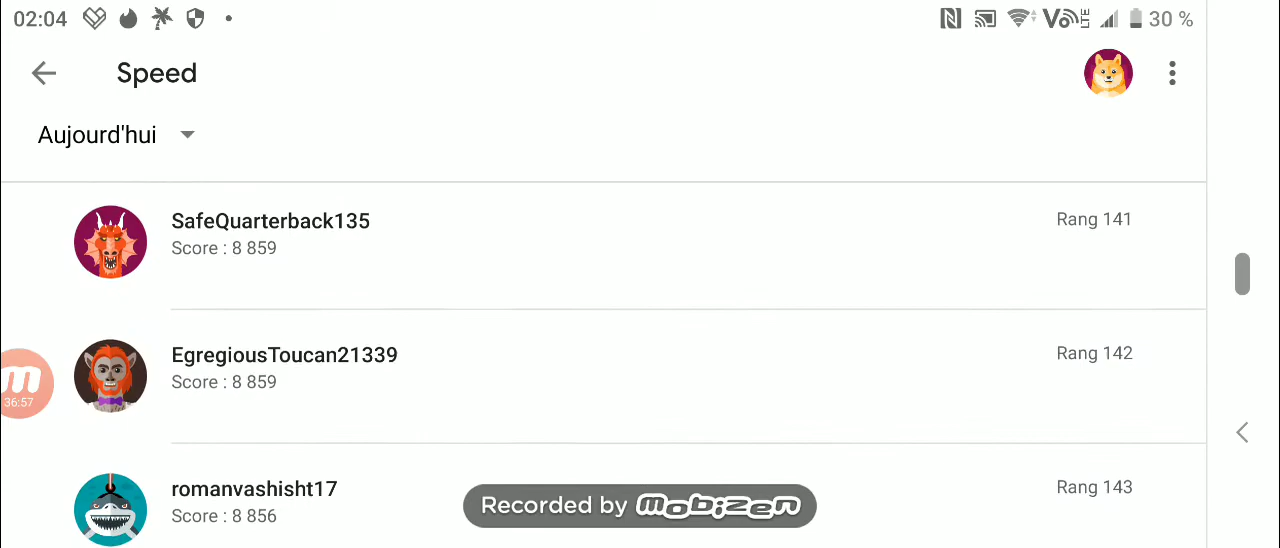 02:04 VoLTE 30 %
Speed
Aujourd'hui
SafeQuarterback135 Rang 141
Score : 8 859
EgregiousToucan21339 Rang 142
Score : 8 859
m
36:57
romanvashisht17 Rang 143
Score : 8 856
Recorded by mobizen